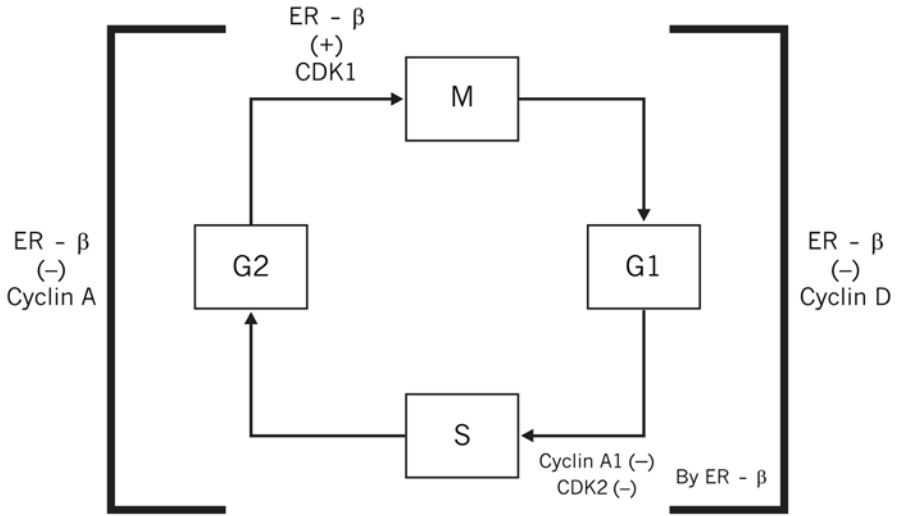 ER - β
(+)
CDK1
M
ER - β
(–)
Cyclin A
G2
G1
ER - β
(–)
Cyclin D
S
Cyclin A1 (–)
CDK2 (–)
By ER - β